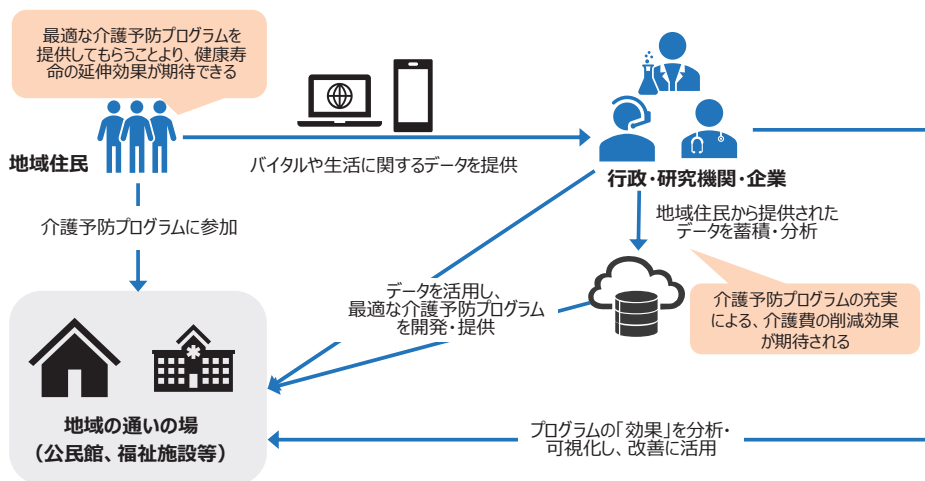 最適な介護予防プログラムを
提供してもらうことより、健康寿
命の延伸効果が期待できる
地域住民
バイタルや生活に関するデータを提供
行政・研究機関・企業
介護予防プログラムに参加
地域住民から提供された
データを蓄積・分析
データを活用し、
最適な介護予防プログラム
を開発・提供
介護予防プログラムの充実
による、介護費の削減効果
が期待される
地域の通いの場
（公民館、福祉施設等）
プログラムの「効果」を分析・
可視化し、改善に活用